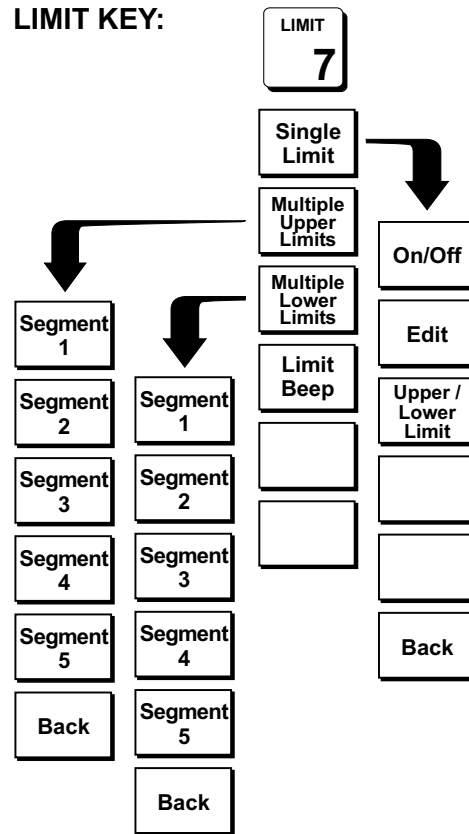 LIMIT KEY:
LIMIT
7
Single
Limit
Multiple
Upper
Limits
Multiple
Lower
Limits
Limit
Beep
On/Off
Edit
Upper /
Lower
Limit
Back
Segment
1
Segment
2
Segment
3
Segment
4
Segment
5
Back
Segment
1
Segment
2
Segment
3
Segment
4
Segment
5
Back